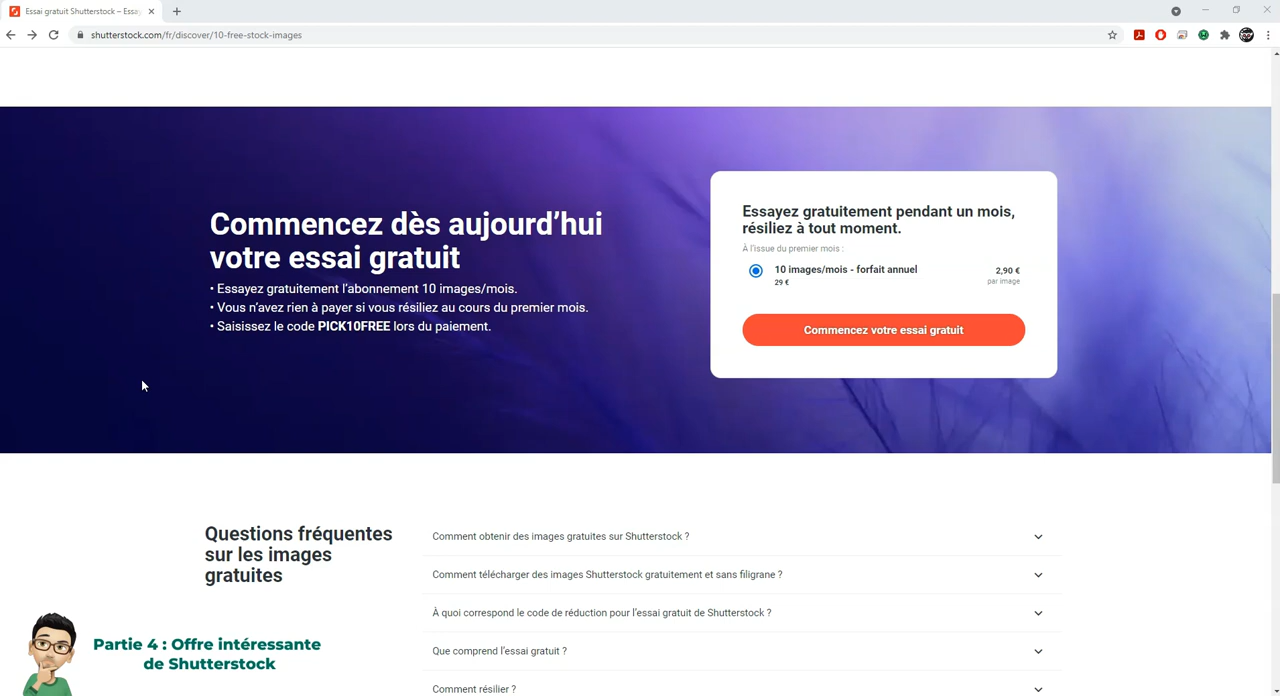 Essai gratuit Shutterstock – Essa
shutterstock.com/fr/discover/10-free-stock-images
Commencez dès aujourd’hui
votre essai gratuit
• Essayez gratuitement l’abonnement 10 images/mois.
• Vous n’avez rien à payer si vous résiliez au cours du premier mois.
• Saisissez le code PICK10FREE lors du paiement.
Essayez gratuitement pendant un mois,
résiliez à tout moment.
À l’issue du premier mois :
10 images/mois - forfait annuel 2,90 €
29 € par image
Commencez votre essai gratuit
Questions fréquentes
sur les images
gratuites
Comment obtenir des images gratuites sur Shutterstock ?
Comment télécharger des images Shutterstock gratuitement et sans filigrane ?
À quoi correspond le code de réduction pour l’essai gratuit de Shutterstock ?
Que comprend l’essai gratuit ?
Comment résilier ?
Partie 4 : Offre intéressante
de Shutterstock